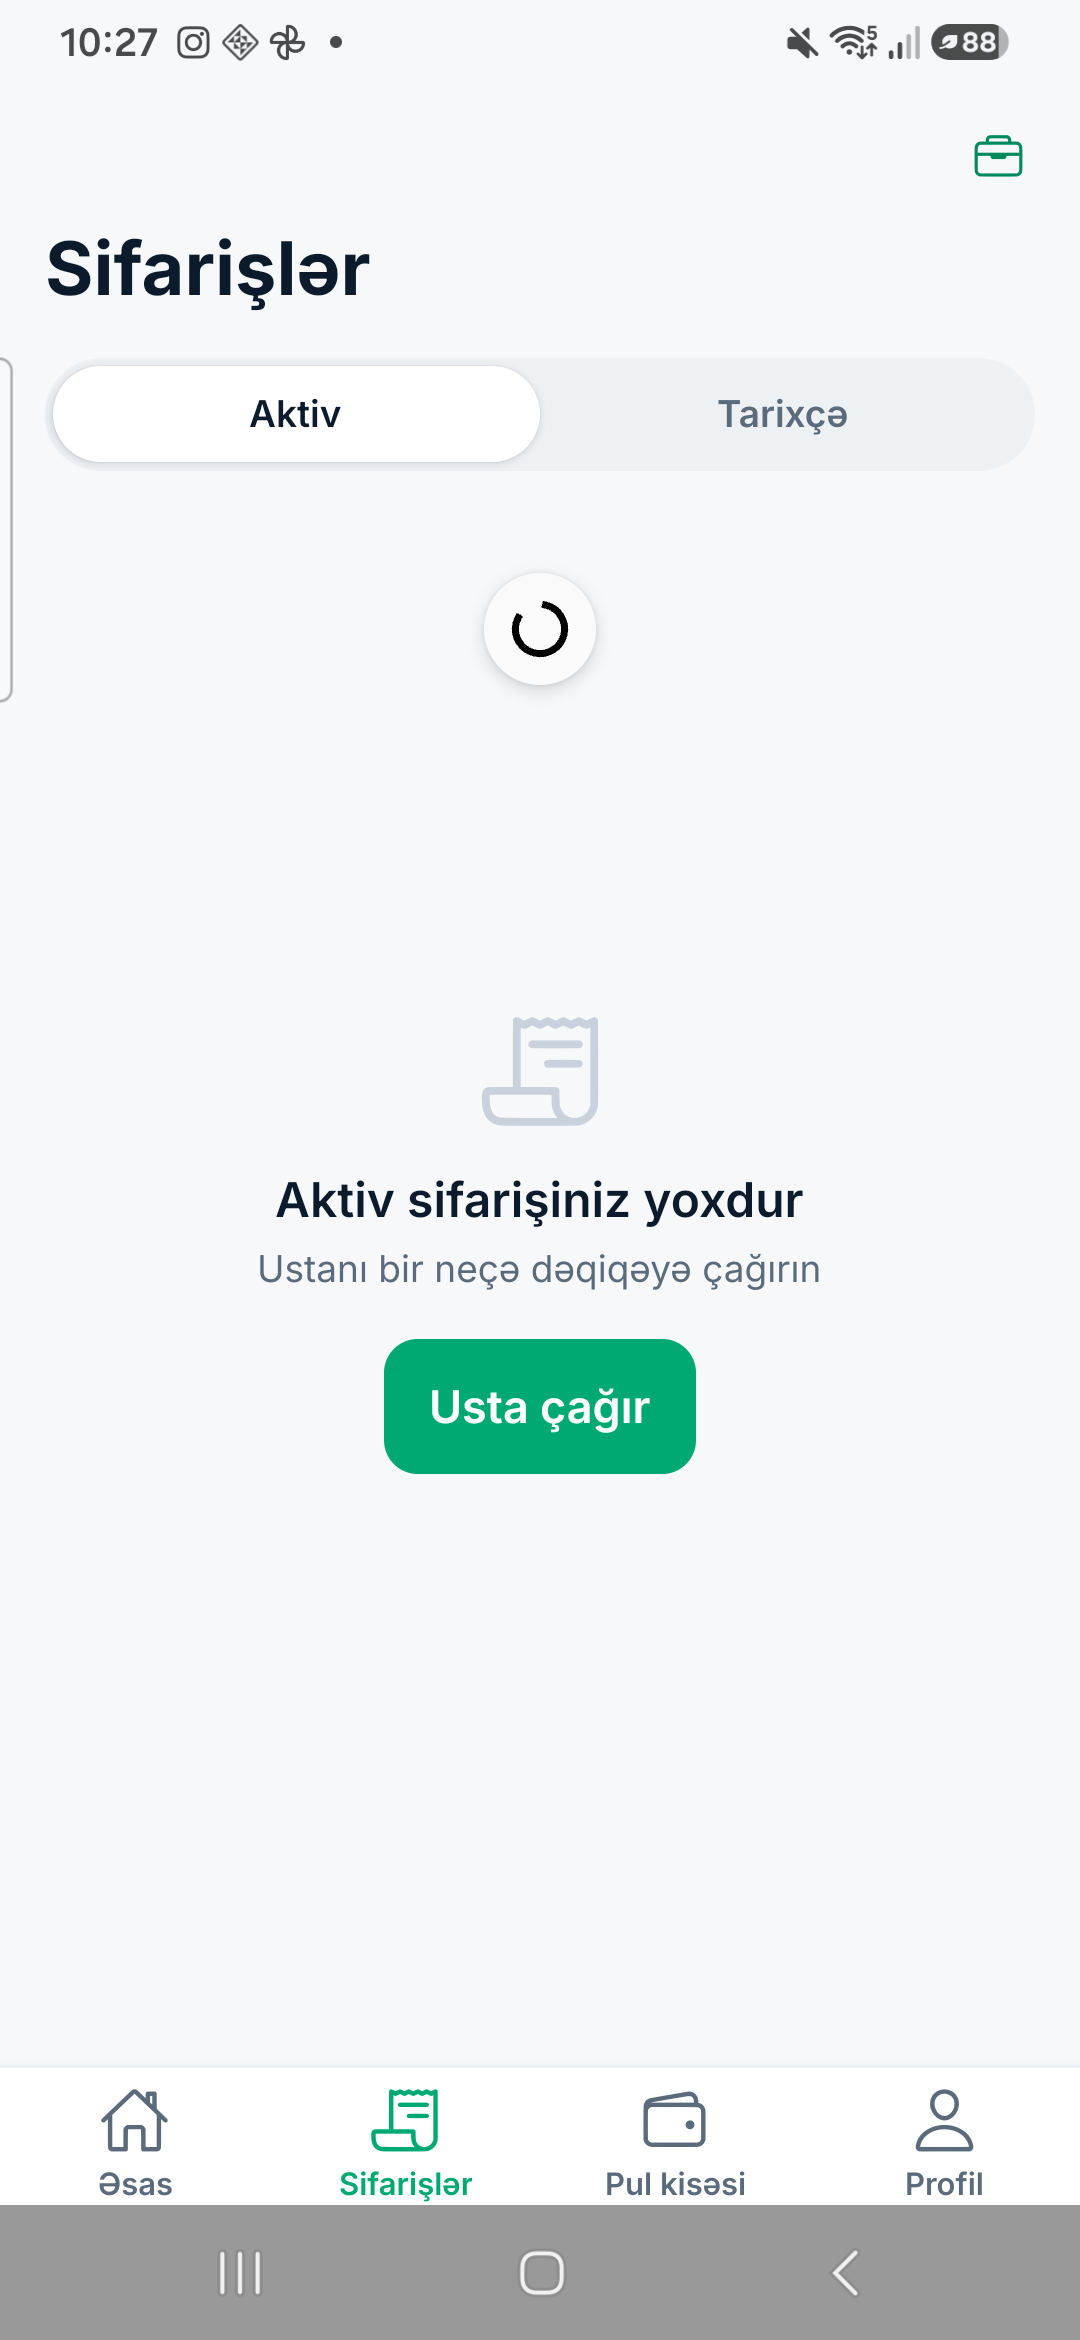 10:27
5
88
Sifarişlər
Aktiv
Tarixçə
Aktiv sifarişiniz yoxdur
Ustanı bir neçə dəqiqəyə çağırın
Usta çağır
Əsas
Sifarişlər
Pul kisəsi
Profil